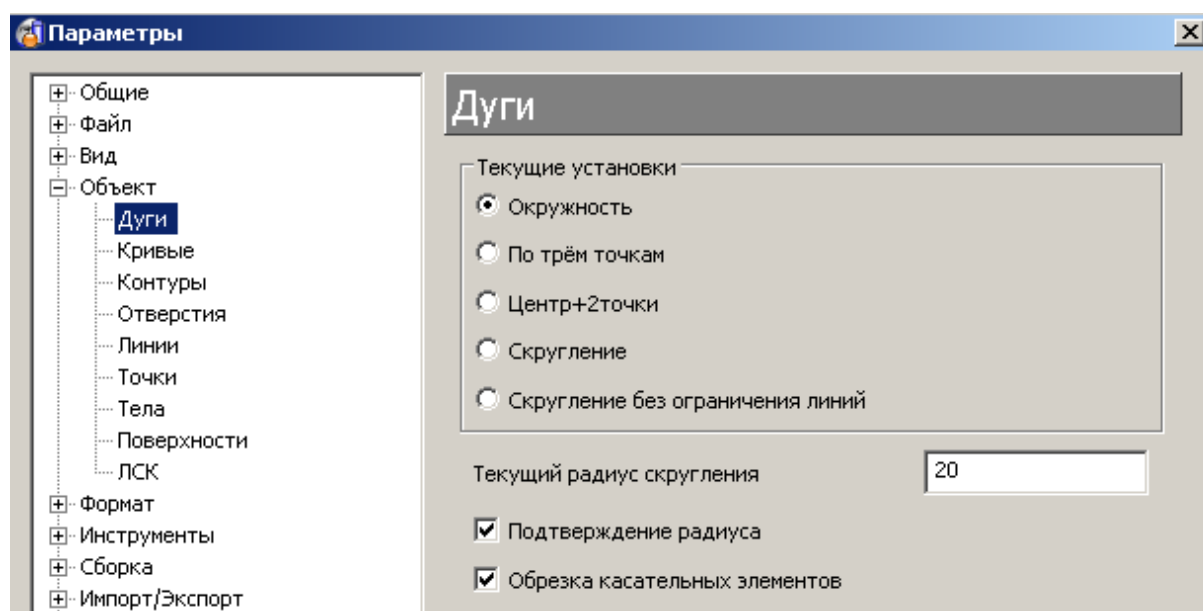 Параметры
Общие
Файл
Вид
Объект
Дуги
Кривые
Контуры
Отверстия
Линии
Точки
Тела
Поверхности
ЛСК
Формат
Инструменты
Сборка
Импорт/Экспорт
Дуги
Текущие установки
Окружность
По трём точкам
Центр+2точки
Скругление
Скругление без ограничения линий
Текущий радиус скругления 20
Подтверждение радиуса
Обрезка касательных элементов